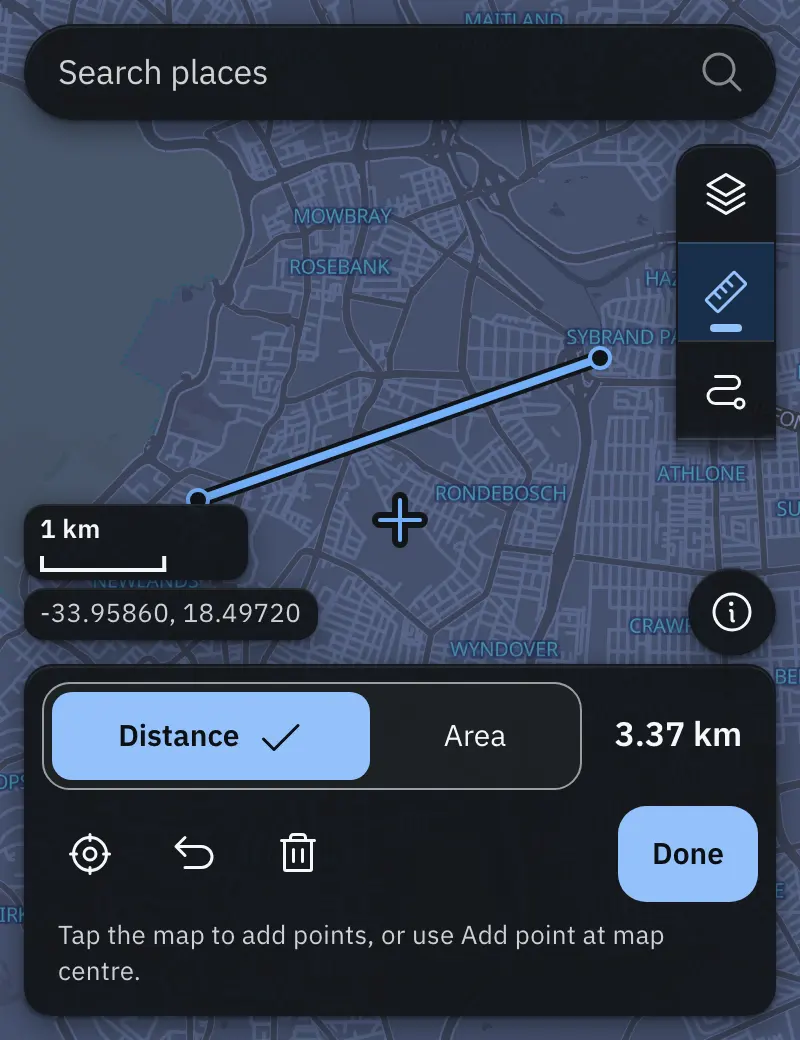 MAITLAND
Search places
MOWBRAY
ROSEBANK
SYBRAND
ATHLONE
RONDEBOSCH
1 km
NEWLANDS
-33.95860, 18.49720
WYNDOVER
Distance
Area
3.37 km
Done
Tap the map to add points, or use Add point at map
centre.